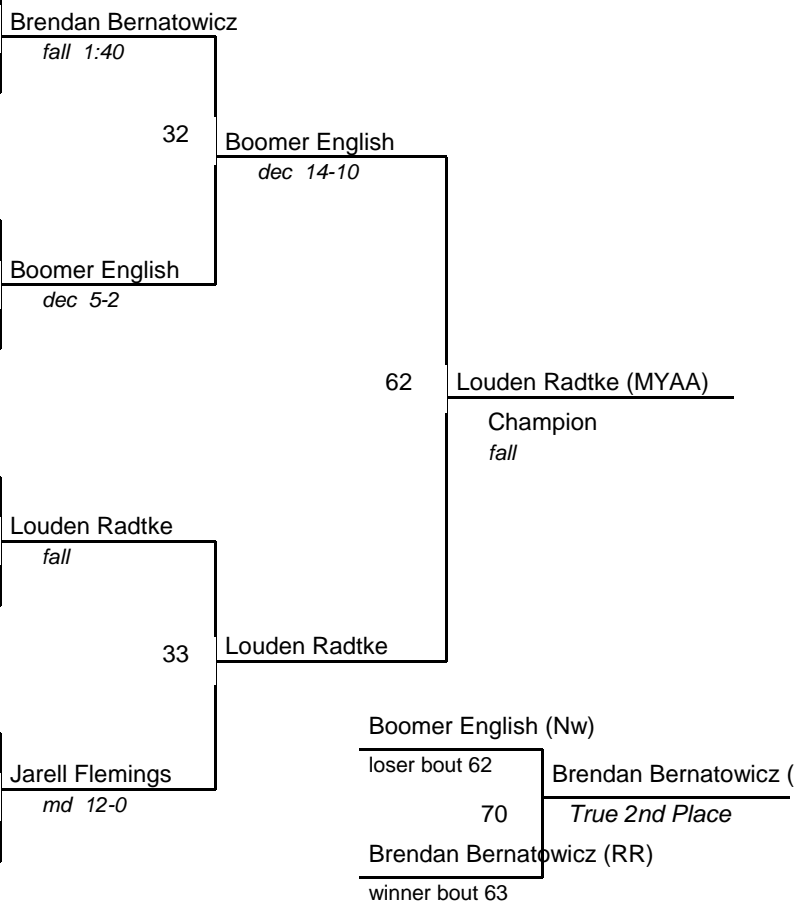 Brendan Bernatowicz
fall 1:40
32
Boomer English
dec 14-10
Boomer English
dec 5-2
62
Louden Radtke (MYAA)
Champion
fall
Louden Radtke
fall
33
Louden Radtke
Jarell Flemings
md 12-0
Boomer English (Nw)
loser bout 62
Brendan Bernatowicz (
70
True 2nd Place
Brendan Bernatowicz (RR)
winner bout 63